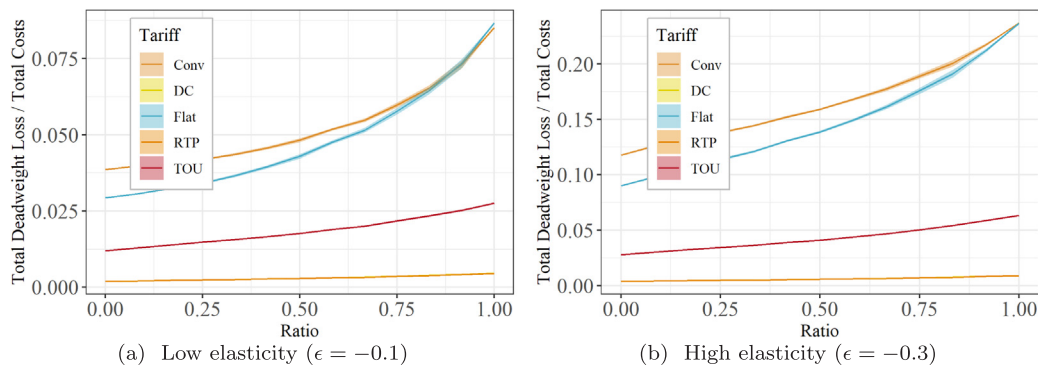 Total Deadweight Loss / Total Costs
0.075
0.050
0.025
0.000
Tariff
Conv
DC
Flat
RTP
TOU
0.00 0.25 0.50 0.75 1.00
Ratio
(a) Low elasticity (ϵ = −0.1)
Total Deadweight Loss / Total Costs
0.20
0.15
0.10
0.05
0.00
Tariff
Conv
DC
Flat
RTP
TOU
0.00 0.25 0.50 0.75 1.00
Ratio
(b) High elasticity (ϵ = −0.3)